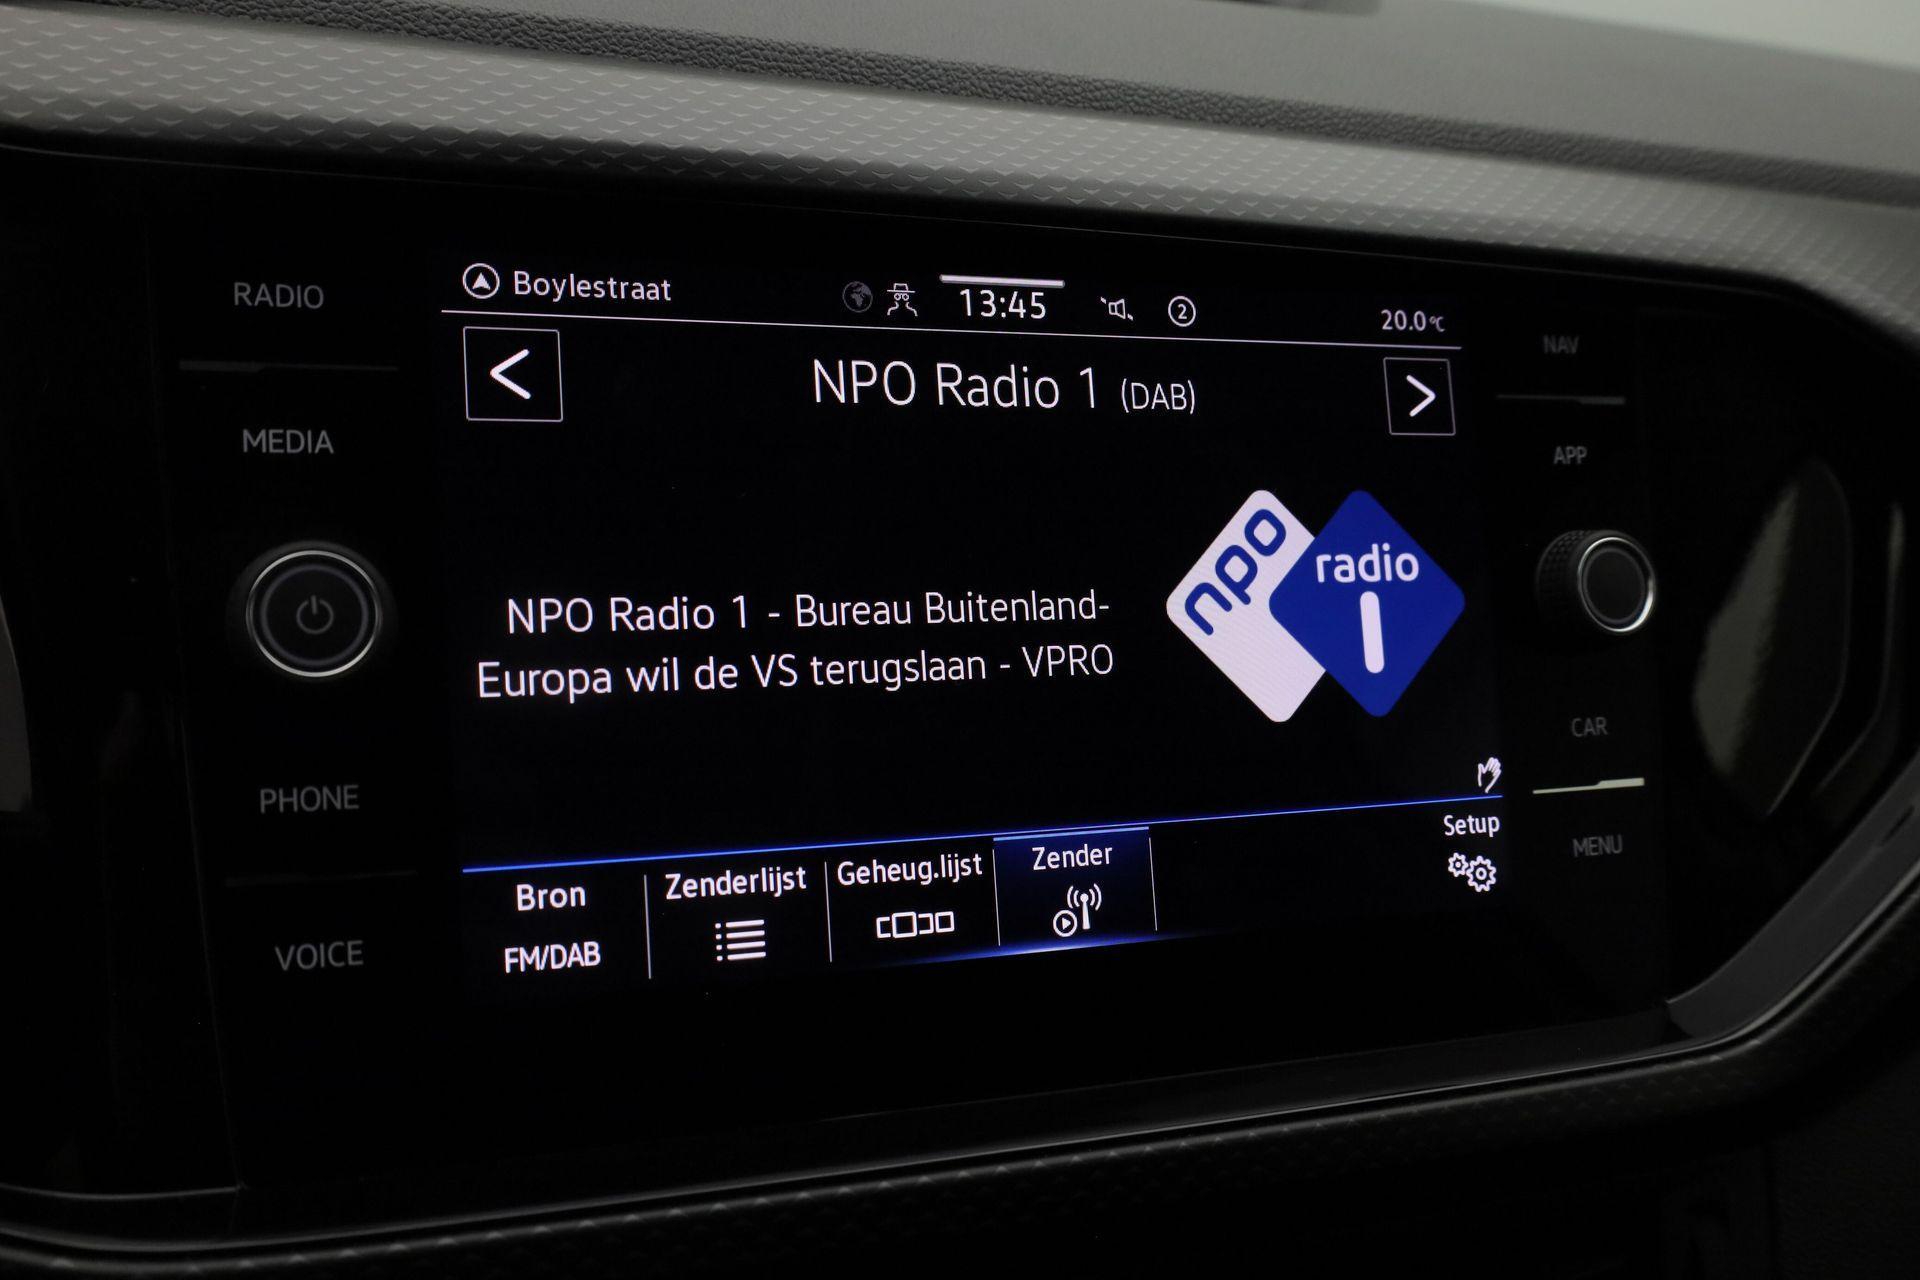 RADIO
MEDIA
PHONE
VOICE
Boylestraat
13:45
2
20.0°C
<
NPO Radio 1 (DAB)
>
NPO Radio 1 - Bureau Buitenland-
Europa wil de VS terugslaan - VPRO
npo
radio
1
Bron
FM/DAB
Zenderlijst
Geheug.lijst
Zender
Setup
NAV
APP
CAR
MENU